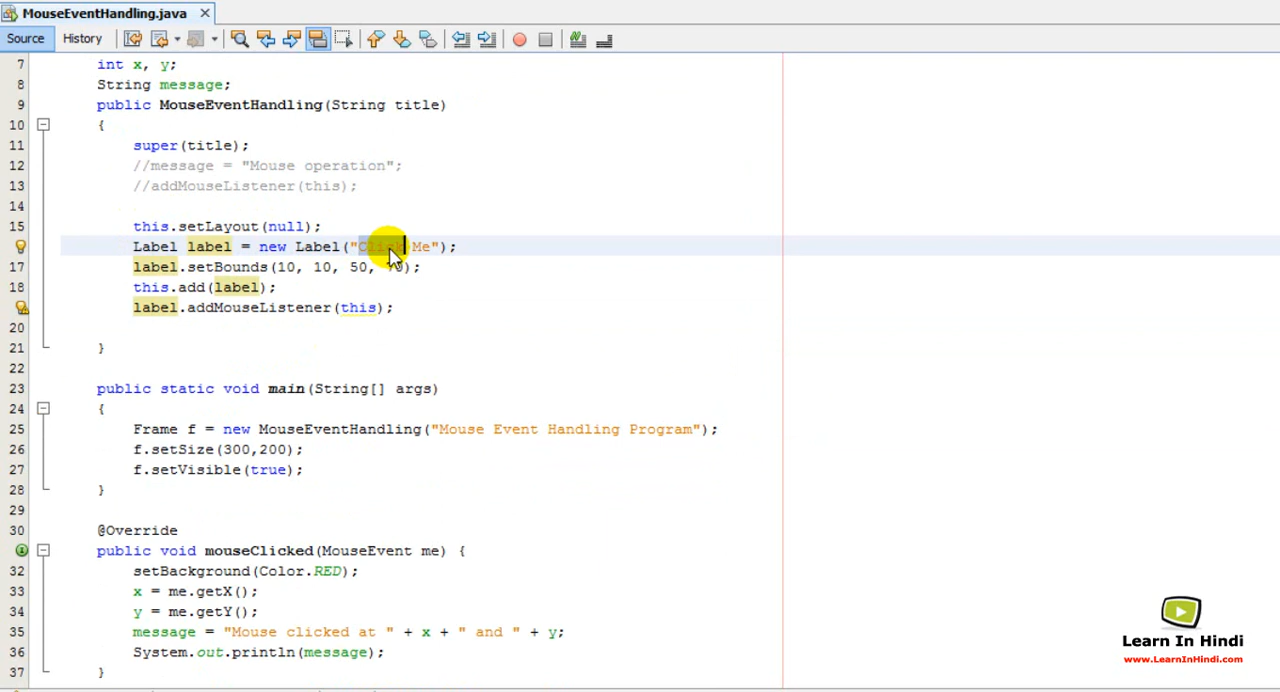 MouseEventHandling.java
Source History
7 int x, y;
8 String message;
9 public MouseEventHandling(String title)
10 {
11 super(title);
12 //message = "Mouse operation";
13 //addMouseListener(this);
14
15 this.setLayout(null);
Label label = new Label("Click Me");
17 label.setBounds(10, 10, 50, 70);
18 this.add(label);
label.addMouseListener(this);
20
21 }
22
23 public static void main(String[] args)
24 {
25 Frame f = new MouseEventHandling("Mouse Event Handling Program");
26 f.setSize(300,200);
27 f.setVisible(true);
28 }
29
30 @Override
public void mouseClicked(MouseEvent me) {
32 setBackground(Color.RED);
33 x = me.getX();
34 y = me.getY();
35 message = "Mouse clicked at " + x + " and " + y;
36 System.out.println(message);
37 }
Learn In Hindi
www.LearnInHindi.com